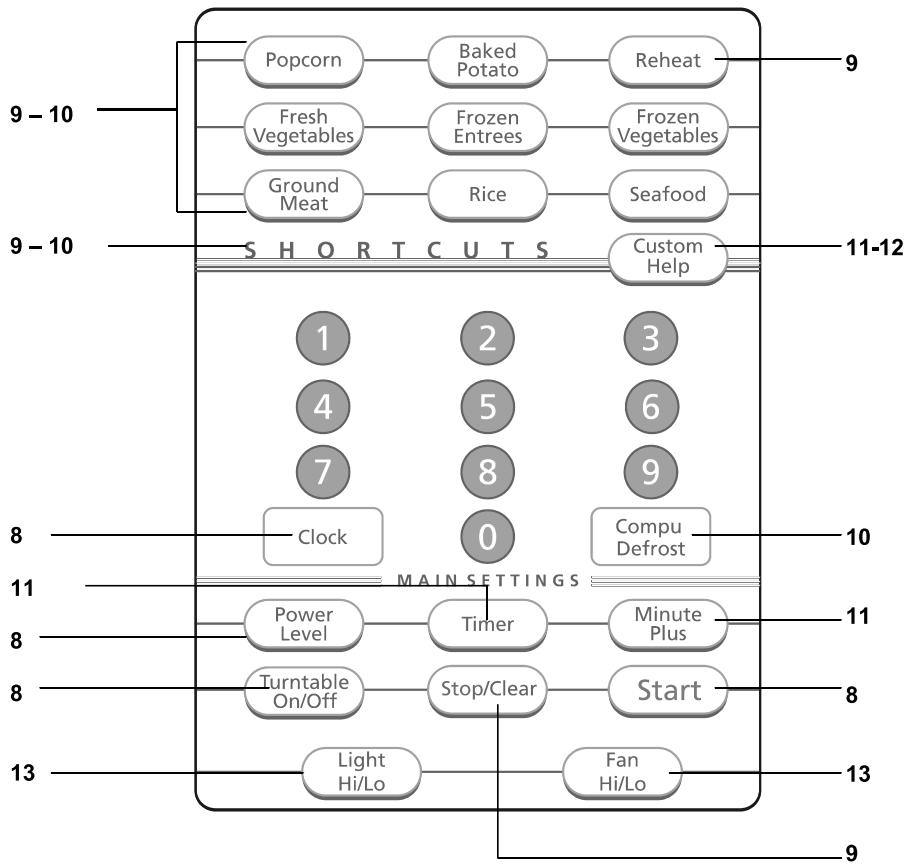 Popcorn
Baked
Potato
Reheat
9
9 – 10
Fresh
Vegetables
Frozen
Entrees
Frozen
Vegetables
Ground
Meat
Rice
Seafood
9 – 10
SHORTCUTS
Custom
Help
11-12
1
2
3
4
5
6
7
8
9
8
Clock
0
Compu
Defrost
10
MAIN SETTINGS
11
Power
Level
8
Timer
Minute
Plus
11
8
Turntable
On/Off
Stop/Clear
Start
8
13
Light
Hi/Lo
Fan
Hi/Lo
13
9